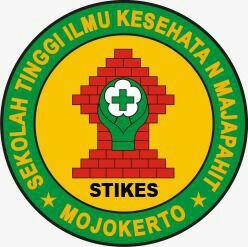 SEKOLAH TINGGI ILMU KESEHATA N MAJAPAHIT
STIKES
MOJOKERTO